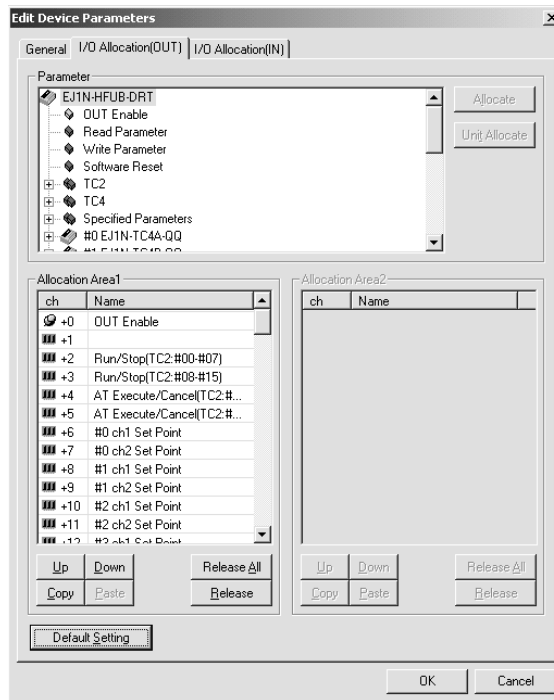 Edit Device Parameters
General
I/O Allocation(OUT)
I/O Allocation(IN)
Parameter
EJ1N-HFUB-DRT
OUT Enable
Read Parameter
Write Parameter
Software Reset
TC2
TC4
Specified Parameters
#0 EJ1N-TC4A-QQ
Allocate
Unit Allocate
Allocation Area1
ch Name
+0 OUT Enable
+1
+2 Run/Stop(TC2:#00-#07)
+3 Run/Stop(TC2:#08-#15)
+4 AT Execute/Cancel(TC2:#...
+5 AT Execute/Cancel(TC2:#...
+6 #0 ch1 Set Point
+7 #0 ch2 Set Point
+8 #1 ch1 Set Point
+9 #1 ch2 Set Point
+10 #2 ch1 Set Point
+11 #2 ch2 Set Point
+12 #3 ch1 Set Point
Up Down Release All
Copy Paste Release
Allocation Area2
ch Name
Up Down Release All
Copy Paste Release
Default Setting
OK Cancel